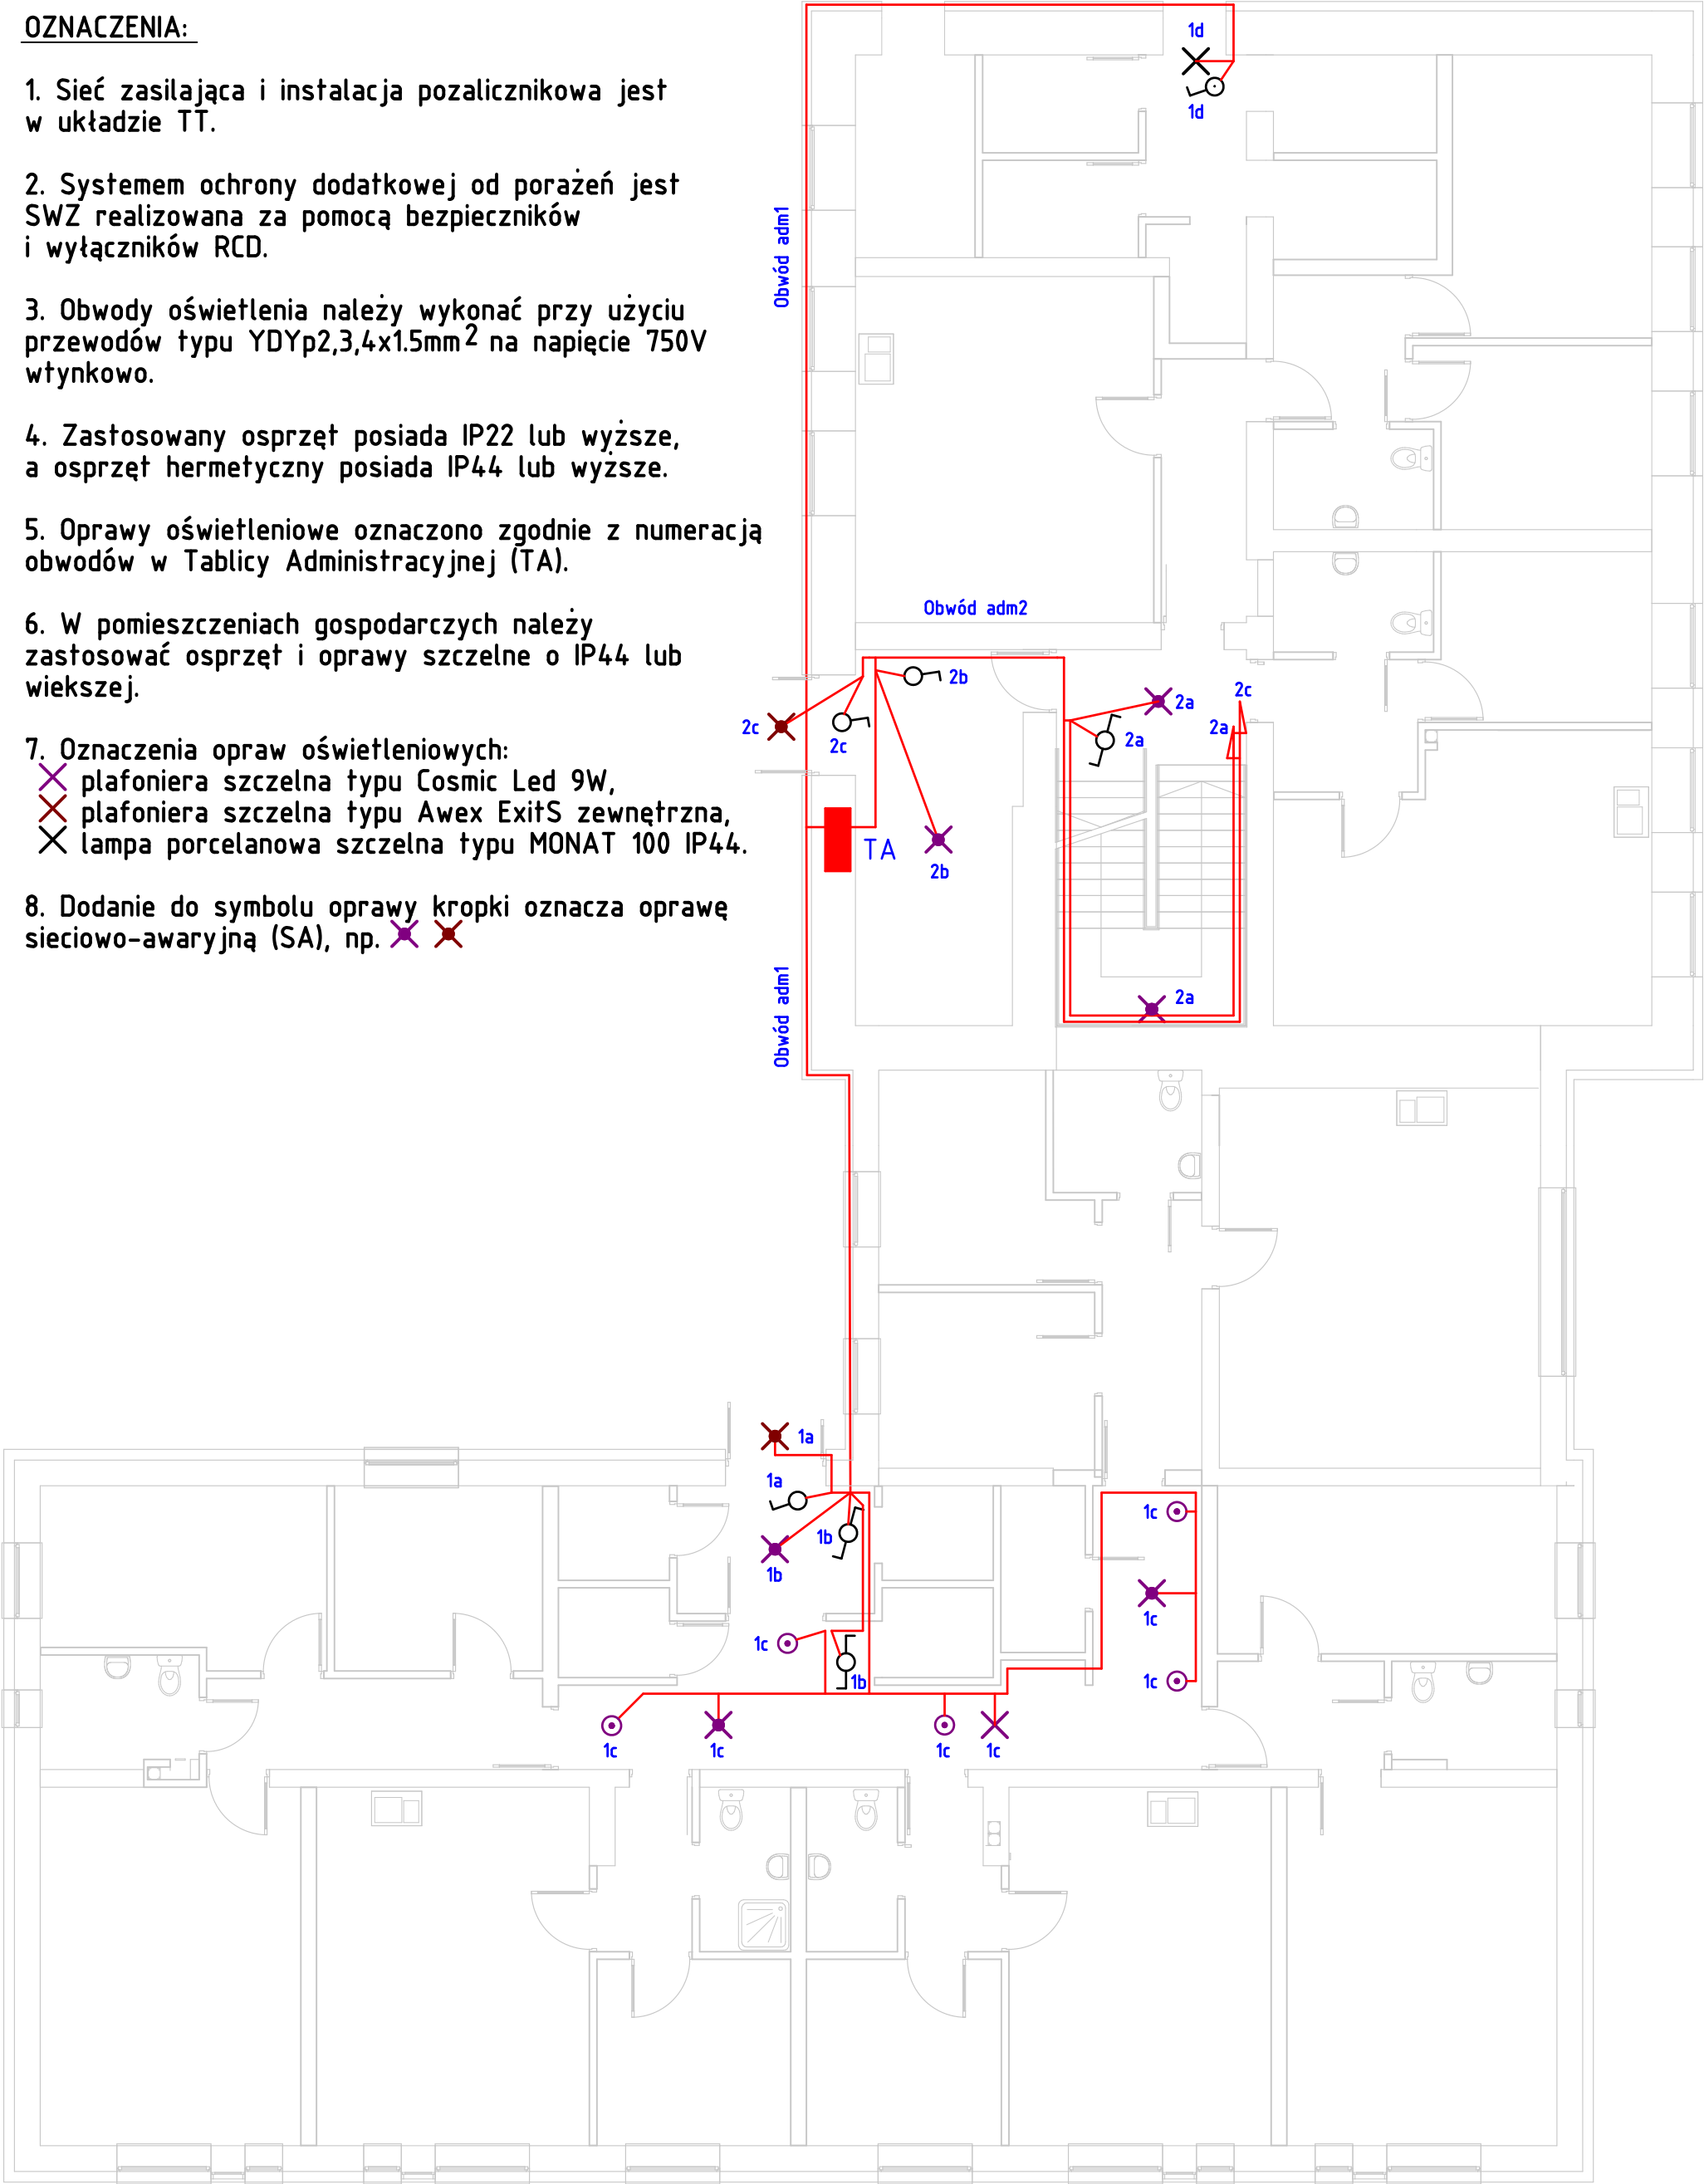 OZNACZENIA:
1. Sieć zasilająca i instalacja pozalicznikowa jest
w układzie TT.
2. Systemem ochrony dodatkowej od porażeń jest
SWZ realizowana za pomocą bezpieczników
i wyłączników RCD.
3. Obwody oświetlenia należy wykonać przy użyciu
przewodów typu YDYp2,3,4x1.5mm² na napięcie 750V
wtynkowo.
4. Zastosowany osprzęt posiada IP22 lub wyższe,
a osprzęt hermetyczny posiada IP44 lub wyższe.
5. Oprawy oświetleniowe oznaczono zgodnie z numeracją
obwodów w Tablicy Administracyjnej (TA).
6. W pomieszczeniach gospodarczych należy
zastosować osprzęt i oprawy szczelne o IP44 lub
wiekszej.
7. Oznaczenia opraw oświetleniowych:
plafoniera szczelna typu Cosmic Led 9W,
plafoniera szczelna typu Awex ExitS zewnętrzna,
lampa porcelanowa szczelna typu MONAT 100 IP44.
8. Dodanie do symbolu oprawy kropki oznacza oprawę
sieciowo-awaryjną (SA), np.
1d
1d
Obwód adm1
Obwód adm2
2b
2c
2c
2a
2a
2c
2a
TA
2b
2a
Obwód adm1
1a
1a
1b
1b
1c
1b
1c
1c
1c
1c
1c
1c
1c